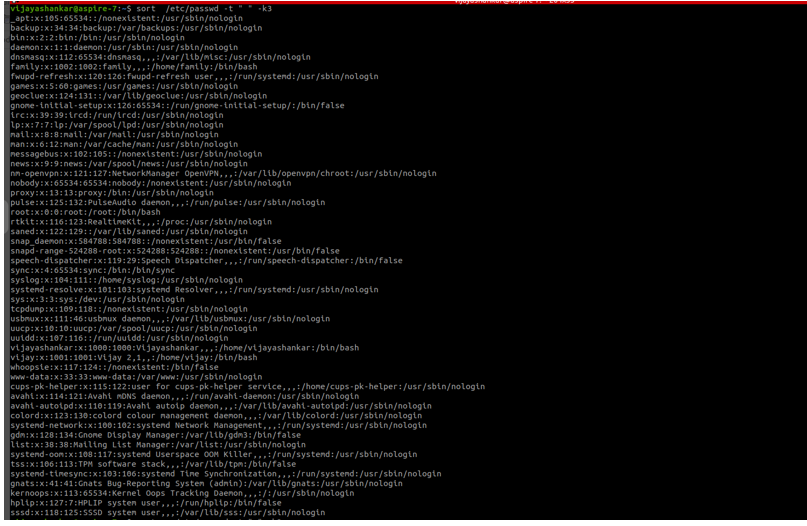 vijayashankar@aspire-7:~$ sort  /etc/passwd -t " " -k3
_apt:x:105:65534::/nonexistent:/usr/sbin/nologin
backup:x:34:34:backup:/var/backups:/usr/sbin/nologin
bin:x:2:2:bin:/bin:/usr/sbin/nologin
daemon:x:1:1:daemon:/usr/sbin:/usr/sbin/nologin
dnsmasq:x:112:65534:dnsmasq,,,:/var/lib/misc:/usr/sbin/nologin
family:x:1002:1002:family,,,:/home/family:/bin/bash
fwupd-refresh:x:120:126:fwupd-refresh user,,,:/run/systemd:/usr/sbin/nologin
games:x:5:60:games:/usr/games:/usr/sbin/nologin
geoclue:x:124:131::/var/lib/geoclue:/usr/sbin/nologin
gnome-initial-setup:x:126:65534::/run/gnome-initial-setup/:/bin/false
irc:x:39:39:ircd:/run/ircd:/usr/sbin/nologin
lp:x:7:7:lp:/var/spool/lpd:/usr/sbin/nologin
mail:x:8:8:mail:/var/mail:/usr/sbin/nologin
man:x:6:12:man:/var/cache/man:/usr/sbin/nologin
messagebus:x:102:105::/nonexistent:/usr/sbin/nologin
news:x:9:9:news:/var/spool/news:/usr/sbin/nologin
nm-openvpn:x:121:127:NetworkManager OpenVPN,,,:/var/lib/openvpn/chroot:/usr/sbin/nologin
nobody:x:65534:65534:nobody:/nonexistent:/usr/sbin/nologin
proxy:x:13:13:proxy:/bin:/usr/sbin/nologin
pulse:x:125:132:PulseAudio daemon,,,:/run/pulse:/usr/sbin/nologin
root:x:0:0:root:/root:/bin/bash
rtkit:x:116:123:RealtimeKit,,,:/proc:/usr/sbin/nologin
saned:x:122:129::/var/lib/saned:/usr/sbin/nologin
snap_daemon:x:584788:584788::/nonexistent:/usr/bin/false
snapd-range-524288-root:x:524288:524288::/nonexistent:/usr/bin/false
speech-dispatcher:x:119:29:Speech Dispatcher,,,:/run/speech-dispatcher:/bin/false
sync:x:4:65534:sync:/bin:/bin/sync
syslog:x:104:111::/home/syslog:/usr/sbin/nologin
systemd-resolve:x:101:103:systemd Resolver,,,:/run/systemd:/usr/sbin/nologin
sys:x:3:3:sys:/dev:/usr/sbin/nologin
tcpdump:x:109:118::/nonexistent:/usr/sbin/nologin
usbmux:x:111:46:usbmux daemon,,,:/var/lib/usbmux:/usr/sbin/nologin
uucp:x:10:10:uucp:/var/spool/uucp:/usr/sbin/nologin
uuidd:x:107:116::/run/uuidd:/usr/sbin/nologin
vijayashankar:x:1000:1000:Vijayashankar,,,:/home/vijayashankar:/bin/bash
vijay:x:1001:1001:Vijay 2,1,,:/home/vijay:/bin/bash
whoopsie:x:117:124::/nonexistent:/bin/false
www-data:x:33:33:www-data:/var/www:/usr/sbin/nologin
cups-pk-helper:x:115:122:user for cups-pk-helper service,,,:/home/cups-pk-helper:/usr/sbin/nologin
avahi:x:114:121:Avahi mDNS daemon,,,:/run/avahi-daemon:/usr/sbin/nologin
avahi-autoipd:x:110:119:Avahi autoip daemon,,,:/var/lib/avahi-autoipd:/usr/sbin/nologin
colord:x:123:130:colord colour management daemon,,,:/var/lib/colord:/usr/sbin/nologin
systemd-network:x:100:102:systemd Network Management,,,:/run/systemd:/usr/sbin/nologin
gdm:x:128:134:Gnome Display Manager:/var/lib/gdm3:/bin/false
list:x:38:38:Mailing List Manager:/var/list:/usr/sbin/nologin
systemd-oom:x:108:117:systemd Userspace OOM Killer,,,:/run/systemd:/usr/sbin/nologin
tss:x:106:113:TPM software stack,,,:/var/lib/tpm:/bin/false
systemd-timesync:x:103:106:systemd Time Synchronization,,,:/run/systemd:/usr/sbin/nologin
gnats:x:41:41:Gnats Bug-Reporting System (admin):/var/lib/gnats:/usr/sbin/nologin
kernoops:x:113:65534:Kernel Oops Tracking Daemon,,,:/:/usr/sbin/nologin
hplip:x:127:7:HPLIP system user,,,:/run/hplip:/bin/false
sssd:x:118:125:SSSD system user,,,:/var/lib/sss:/usr/sbin/nologin